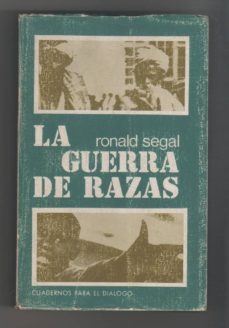 ronald segal
LA
GUERRA
DE RAZAS
CUADERNOS PARA EL DIALOGO